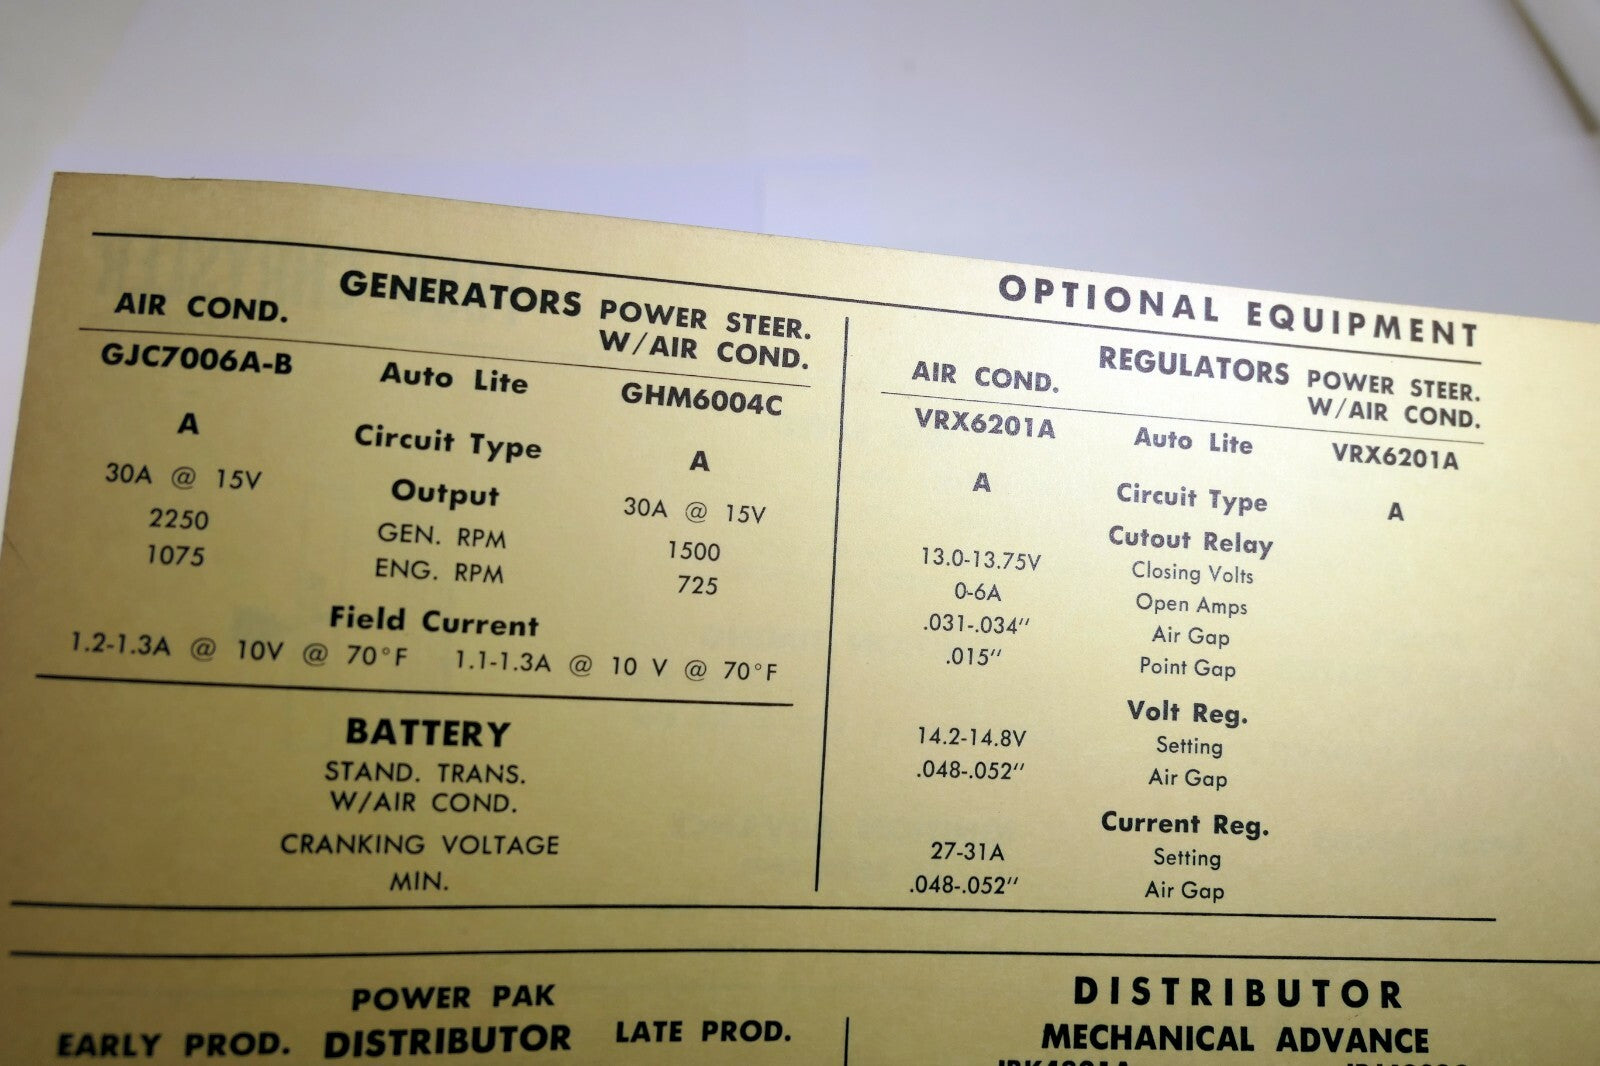 OPTIONAL EQUIPMENT
GENERATORS
AIR COND. POWER STEER.
W/AIR COND.
GJC7006A-B Auto Lite GHM6004C
A Circuit Type A
Output
30A @ 15V 30A @ 15V
2250 GEN. RPM 1500
1075 ENG. RPM 725
Field Current
1.2-1.3A @ 10V @ 70°F 1.1-1.3A @ 10 V @ 70°F
BATTERY
STAND. TRANS.
W/AIR COND.
CRANKING VOLTAGE
MIN.
REGULATORS
AIR COND. POWER STEER.
W/AIR COND.
VRX6201A Auto Lite VRX6201A
A Circuit Type A
Cutout Relay
13.0-13.75V Closing Volts
0-6A Open Amps
.031-.034" Air Gap
.015" Point Gap
Volt Reg.
14.2-14.8V Setting
.048-.052" Air Gap
Current Reg.
27-31A Setting
.048-.052" Air Gap
POWER PAK
EARLY PROD. DISTRIBUTOR LATE PROD.
DISTRIBUTOR
MECHANICAL ADVANCE